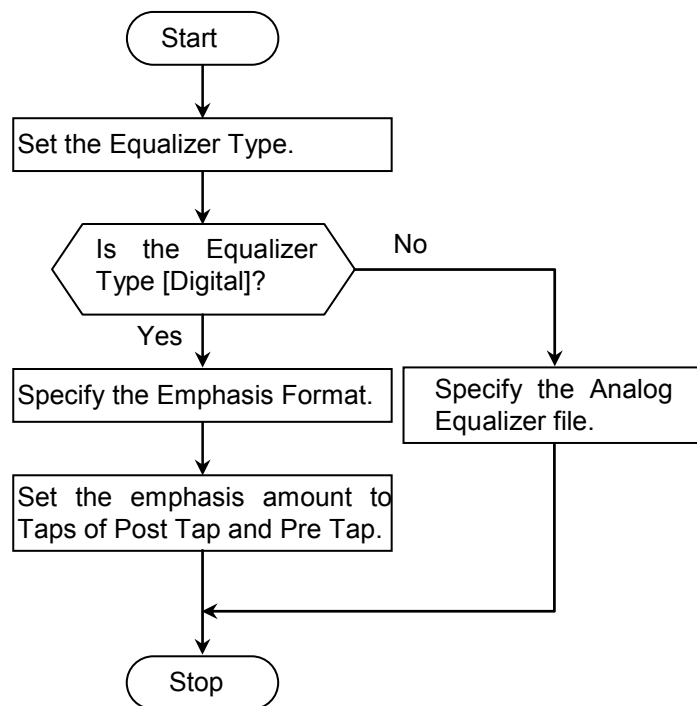 Start
Set the Equalizer Type.
Is the Equalizer
Type [Digital]?
No
Yes
Specify the Emphasis Format.
Specify the Analog
Equalizer file.
Set the emphasis amount to
Taps of Post Tap and Pre Tap.
Stop